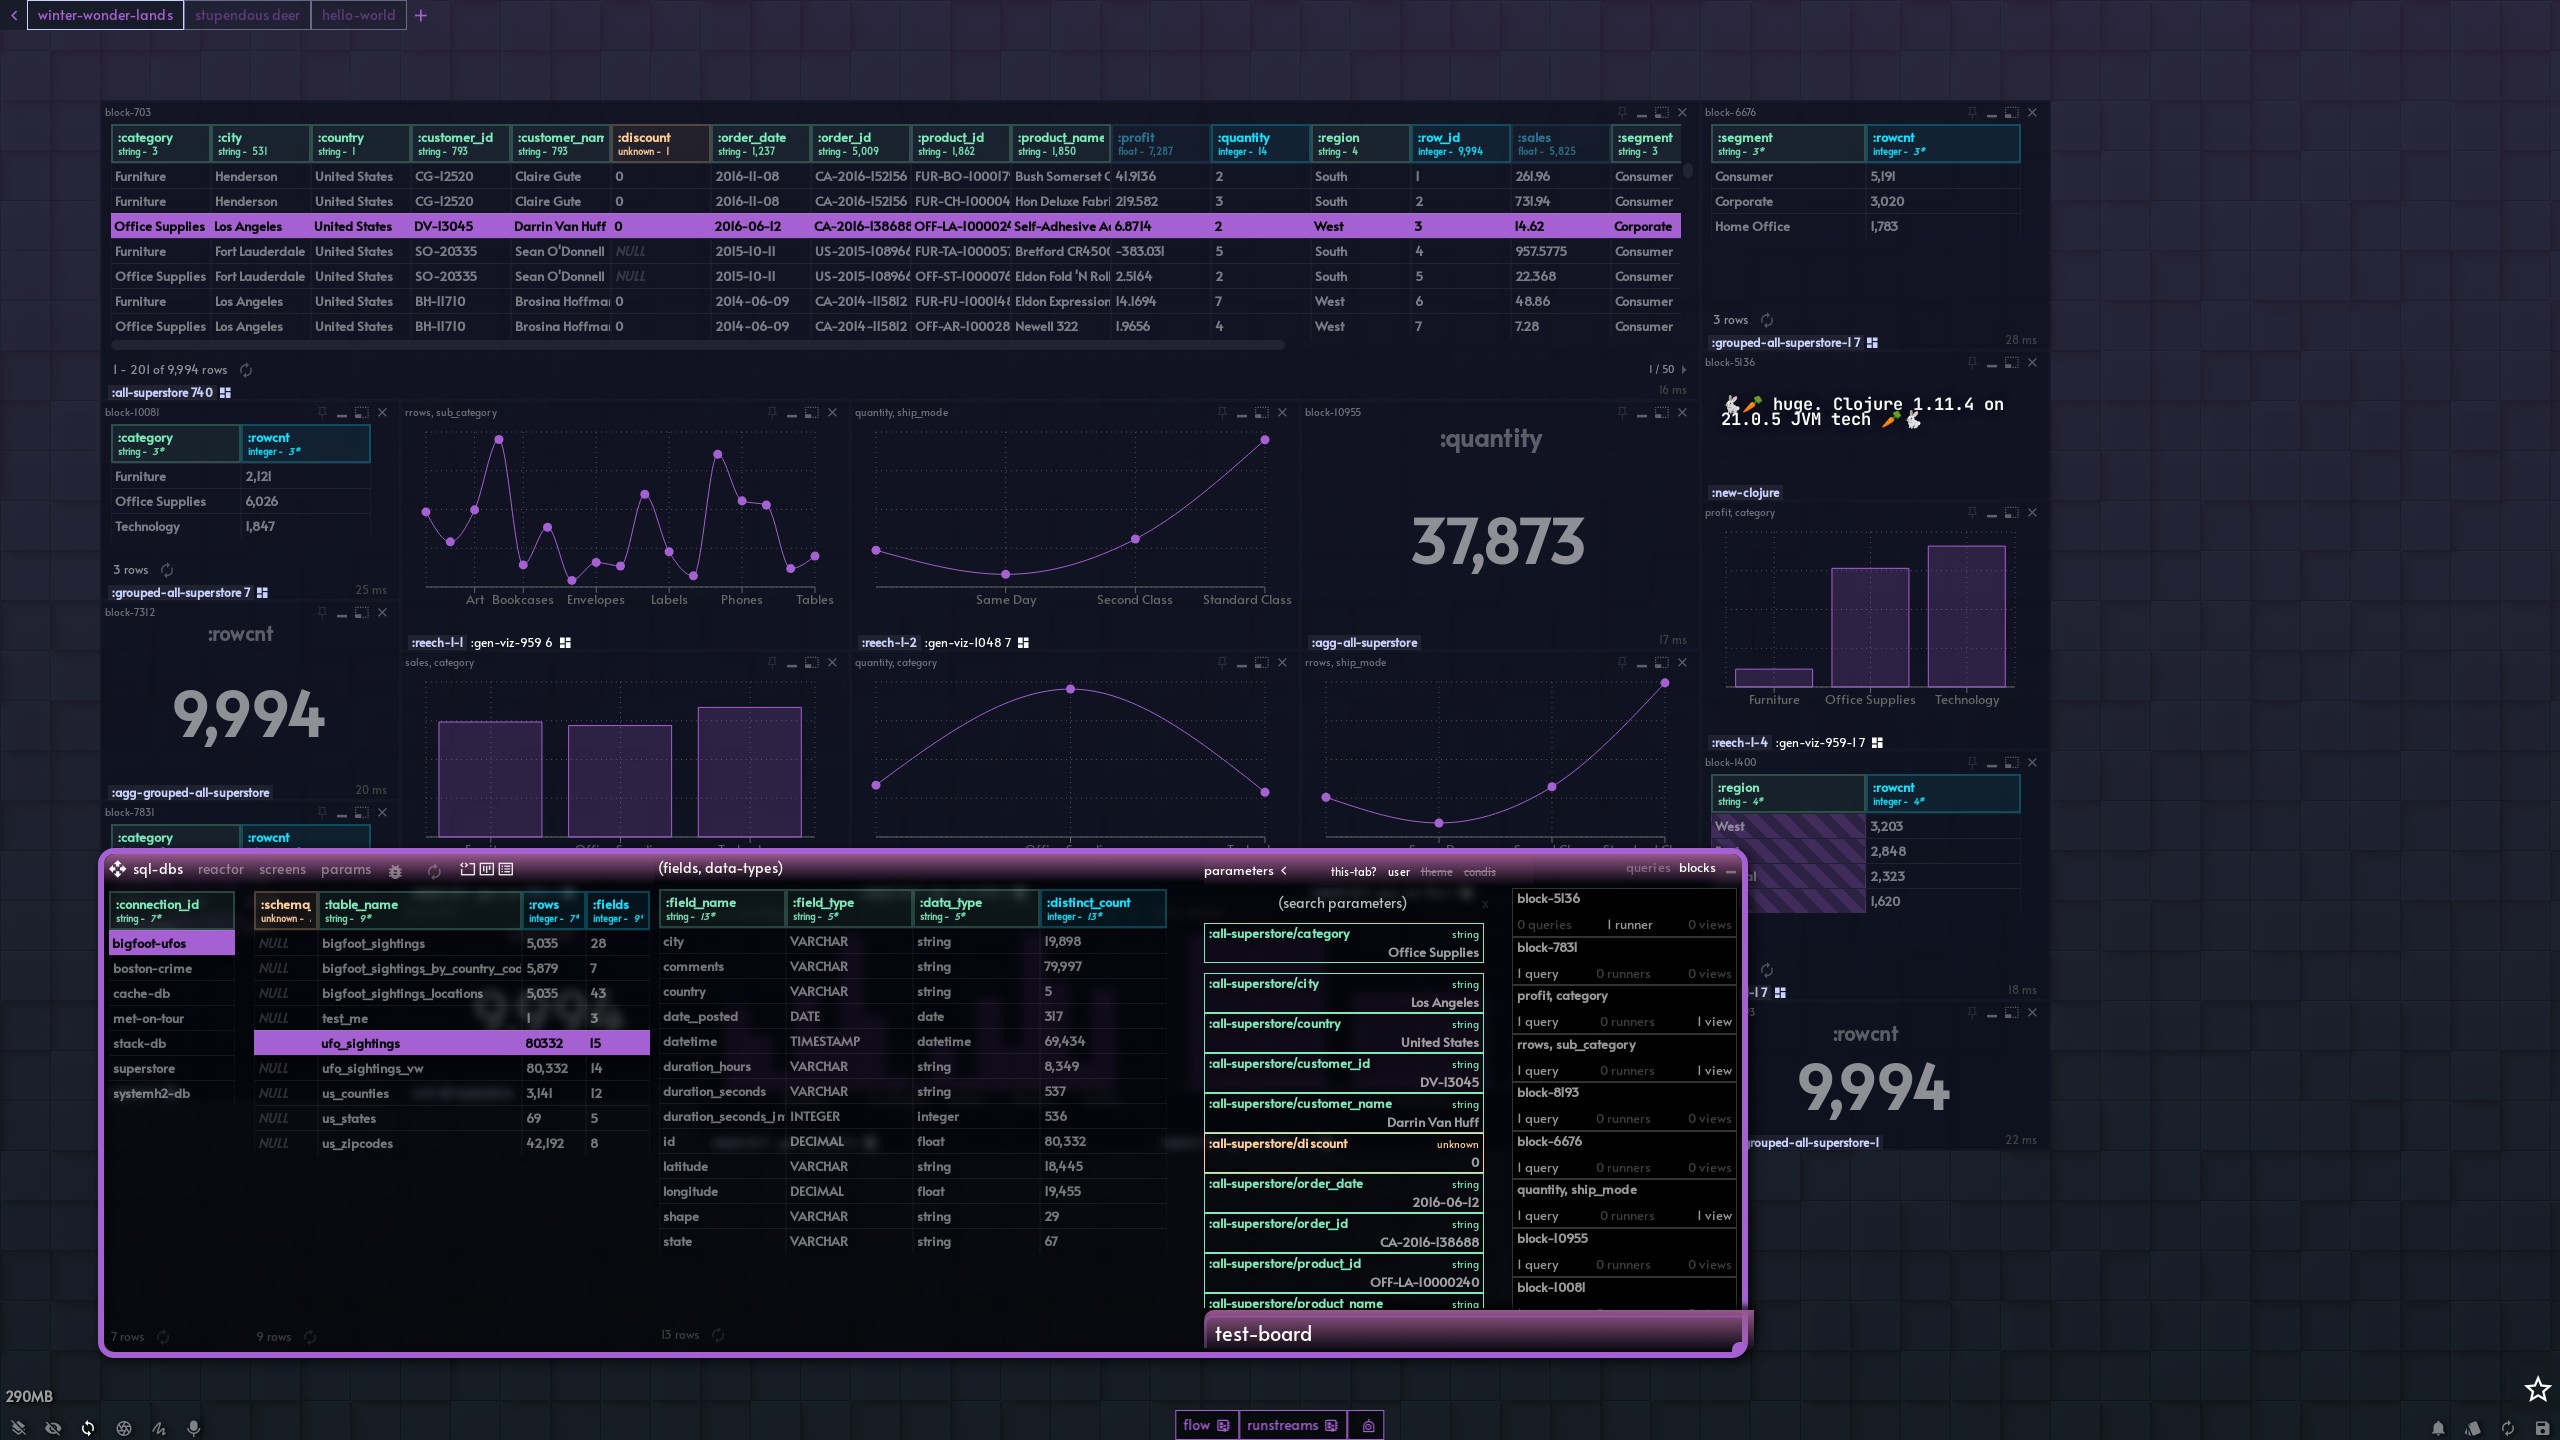 winter-wonder-lands stupendous deer hello-world +
block-703
:category :city :country :customer_id :customer_nam :discount :order_date :order_id :product_id :product_name :profit :quantity :region :row_id :sales :segment
string - 3 string - 531 string - 1 string - 793 string - 793 unknown - 1 string - 1,237 string - 5,009 string - 1,862 string - 1,850 float - 7,287 integer - 14 string - 4 integer - 9,994 float - 5,825 string - 3
Furniture Henderson United States CG-12520 Claire Gute 0 2016-11-08 CA-2016-152156 FUR-BO-100017 Bush Somerset C 41.9136 2 South 1 261.96 Consumer
Furniture Henderson United States CG-12520 Claire Gute 0 2016-11-08 CA-2016-152156 FUR-CH-100004 Hon Deluxe Fabri 219.582 3 South 2 731.94 Consumer
Office Supplies Los Angeles United States DV-13045 Darrin Van Huff 0 2016-06-12 CA-2016-138688 OFF-LA-1000024 Self-Adhesive Ad 6.8714 2 West 3 14.62 Corporate
Furniture Fort Lauderdale United States SO-20335 Sean O'Donnell NULL 2015-10-11 US-2015-108966 FUR-TA-1000057 Bretford CR4500 -383.031 5 South 4 957.5775 Consumer
Office Supplies Fort Lauderdale United States SO-20335 Sean O'Donnell NULL 2015-10-11 US-2015-108966 OFF-ST-1000076 Eldon Fold 'N Roll 2.5164 2 South 5 22.368 Consumer
Furniture Los Angeles United States BH-11710 Brosina Hoffman 0 2014-06-09 CA-2014-115812 FUR-FU-1000148 Eldon Expression 14.1694 7 West 6 48.86 Consumer
Office Supplies Los Angeles United States BH-11710 Brosina Hoffman 0 2014-06-09 CA-2014-115812 OFF-AR-100028 Newell 322 1.9656 4 West 7 7.28 Consumer
1 - 201 of 9,994 rows 1 / 50
:all-superstore 740 16 ms
block-6676
:segment :rowcnt
string - 3* integer - 3*
Consumer 5,191
Corporate 3,020
Home Office 1,783
3 rows
:grouped-all-superstore-1 7 28 ms
block-5136
🐇🥕 huge. Clojure 1.11.4 on
21.0.5 JVM tech 🥕🐇
:new-clojure
block-10081
:category :rowcnt
string - 3* integer - 3*
Furniture 2,121
Office Supplies 6,026
Technology 1,847
3 rows
:grouped-all-superstore 7 25 ms
rrows, sub_category
Art Bookcases Envelopes Labels Phones Tables
:reech-1-1 :gen-viz-959 6
quantity, ship_mode
Same Day Second Class Standard Class
:reech-1-2 :gen-viz-1048 7
block-10955
:quantity
37,873
:agg-all-superstore 17 ms
profit, category
Furniture Office Supplies Technology
:reech-1-4 :gen-viz-959-1 7
block-7312
:rowcnt
9,994
:agg-grouped-all-superstore 20 ms
sales, category
quantity, category
rrows, ship_mode
block-1400
:region :rowcnt
string - 4* integer - 4*
West 3,203
2,848
2,323
1,620
18 ms
:rowcnt
9,994
grouped-all-superstore-1 22 ms
block-7831
:category :rowcnt
sql-dbs reactor screens params
:connection_id
string - 7*
bigfoot-ufos
boston-crime
cache-db
met-on-tour
stack-db
superstore
systemh2-db
7 rows
:schema :table_name :rows :fields
unknown - string - 9* integer - 7* integer - 9*
NULL bigfoot_sightings 5,035 28
NULL bigfoot_sightings_by_country_cod 5,879 7
NULL bigfoot_sightings_locations 5,035 43
NULL test_me 1 3
ufo_sightings 80332 15
NULL ufo_sightings_vw 80,332 14
NULL us_counties 3,141 12
NULL us_states 69 5
NULL us_zipcodes 42,192 8
9 rows
(fields, data-types)
:field_name :field_type :data_type :distinct_count
string - 13* string - 5* string - 5* integer - 13*
city VARCHAR string 19,898
comments VARCHAR string 79,997
country VARCHAR string 5
date_posted DATE date 317
datetime TIMESTAMP datetime 69,434
duration_hours VARCHAR string 8,349
duration_seconds VARCHAR string 537
duration_seconds_in INTEGER integer 536
id DECIMAL float 80,332
latitude VARCHAR string 18,445
longitude DECIMAL float 19,455
shape VARCHAR string 29
state VARCHAR string 67
13 rows
parameters < this-tab? user theme condis
(search parameters) x
:all-superstore/category string
Office Supplies
:all-superstore/city string
Los Angeles
:all-superstore/country string
United States
:all-superstore/customer_id string
DV-13045
:all-superstore/customer_name string
Darrin Van Huff
:all-superstore/discount unknown
0
:all-superstore/order_date string
2016-06-12
:all-superstore/order_id string
CA-2016-138688
:all-superstore/product_id string
OFF-LA-10000240
:all-superstore/product_name string
queries blocks
block-5136
0 queries 1 runner 0 views
block-7831
1 query 0 runners 0 views
profit, category
1 query 0 runners 1 view
rrows, sub_category
1 query 0 runners 1 view
block-8193
1 query 0 runners 0 views
block-6676
1 query 0 runners 0 views
quantity, ship_mode
1 query 0 runners 1 view
block-10955
1 query 0 runners 0 views
block-10081
test-board
290MB
flow runstreams